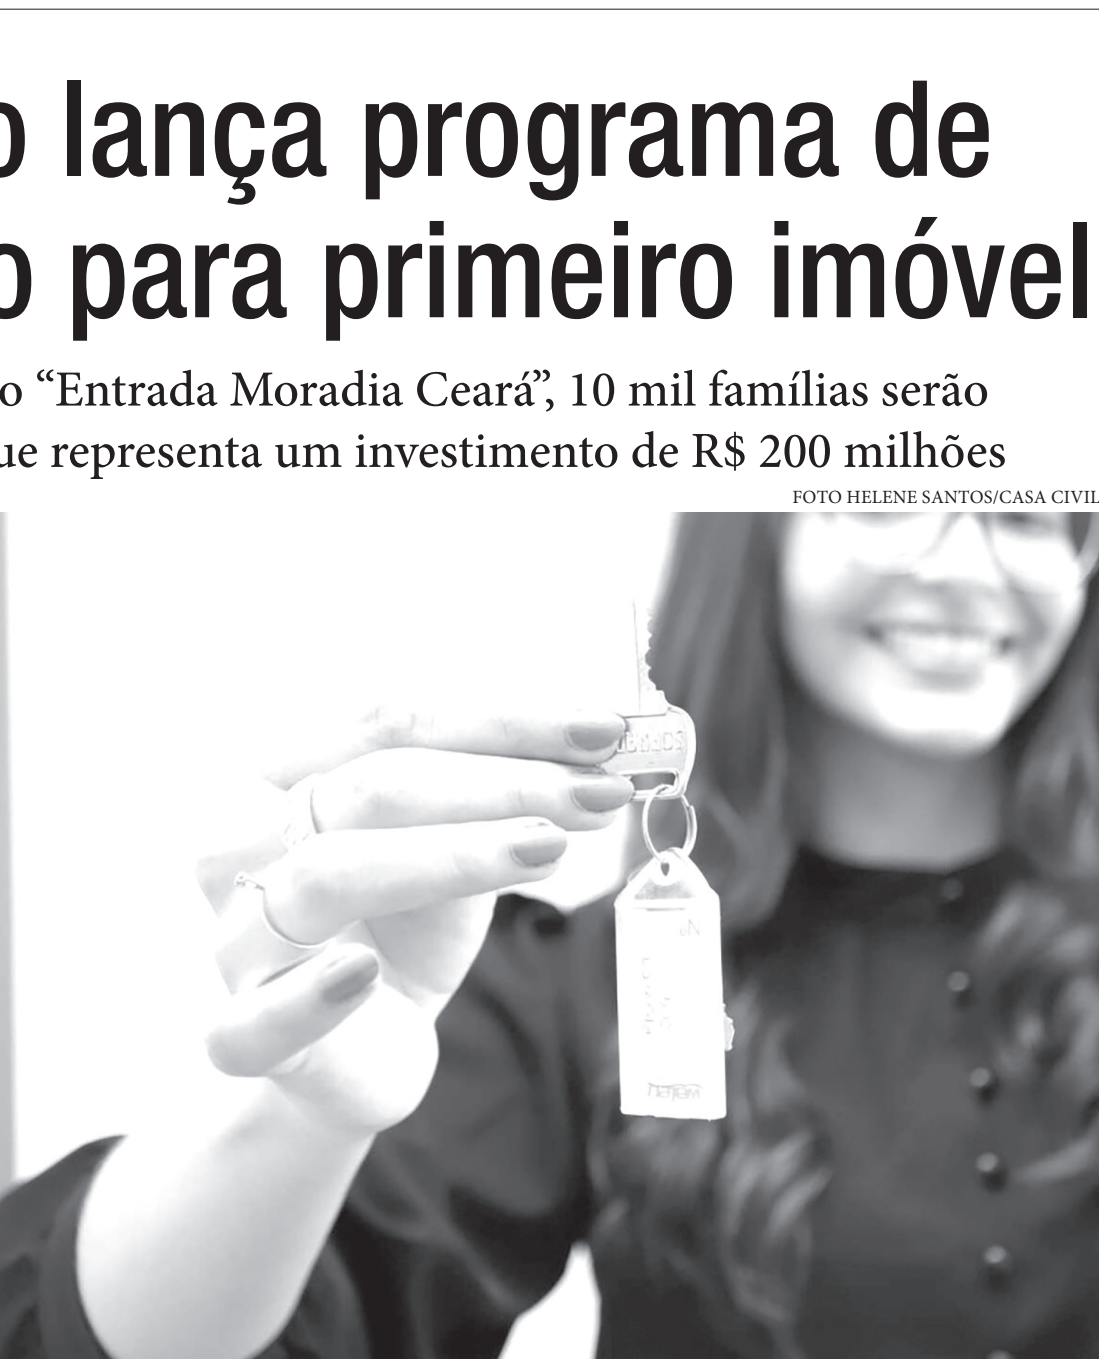 o lança programa de
o para primeiro imóvel
o “Entrada Moradia Ceará”, 10 mil famílias serão
ue representa um investimento de R$ 200 milhões
FOTO HELENE SANTOS/CASA CIVIL